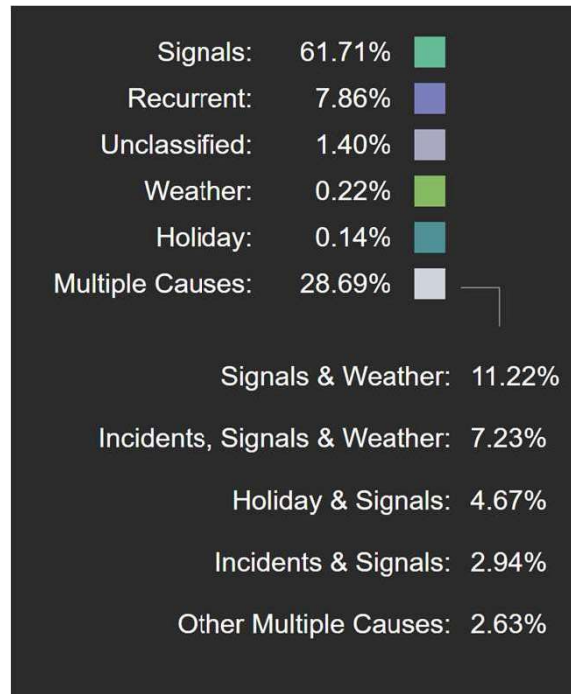 Signals: 61.71%
Recurrent: 7.86%
Unclassified: 1.40%
Weather: 0.22%
Holiday: 0.14%
Multiple Causes: 28.69%
Signals & Weather: 11.22%
Incidents, Signals & Weather: 7.23%
Holiday & Signals: 4.67%
Incidents & Signals: 2.94%
Other Multiple Causes: 2.63%